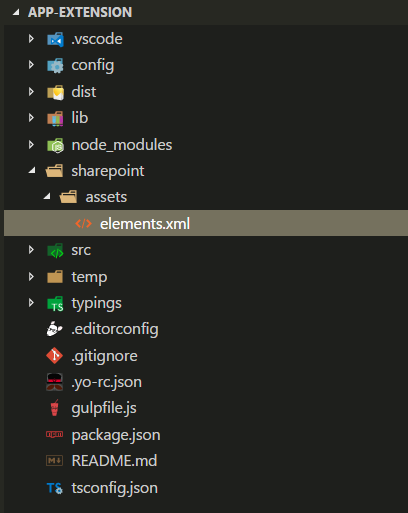 APP-EXTENSION
.vscode
config
dist
lib
node_modules
sharepoint
assets
elements.xml
src
temp
typings
.editorconfig
.gitignore
.yo-rc.json
gulpfile.js
package.json
README.md
tsconfig.json